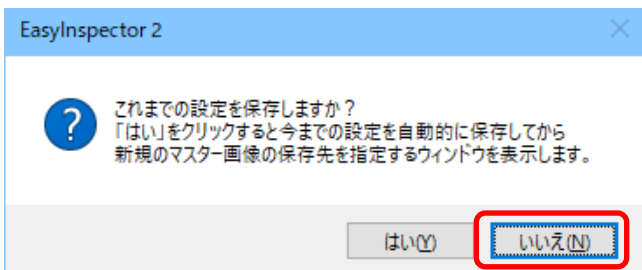 EasyInspector 2
これまでの設定を保存しますか？
「はい」をクリックすると今までの設定を自動的に保存してから
新規のマスター画像の保存先を指定するウィンドウを表示します。
はい(Y)
いいえ(N)